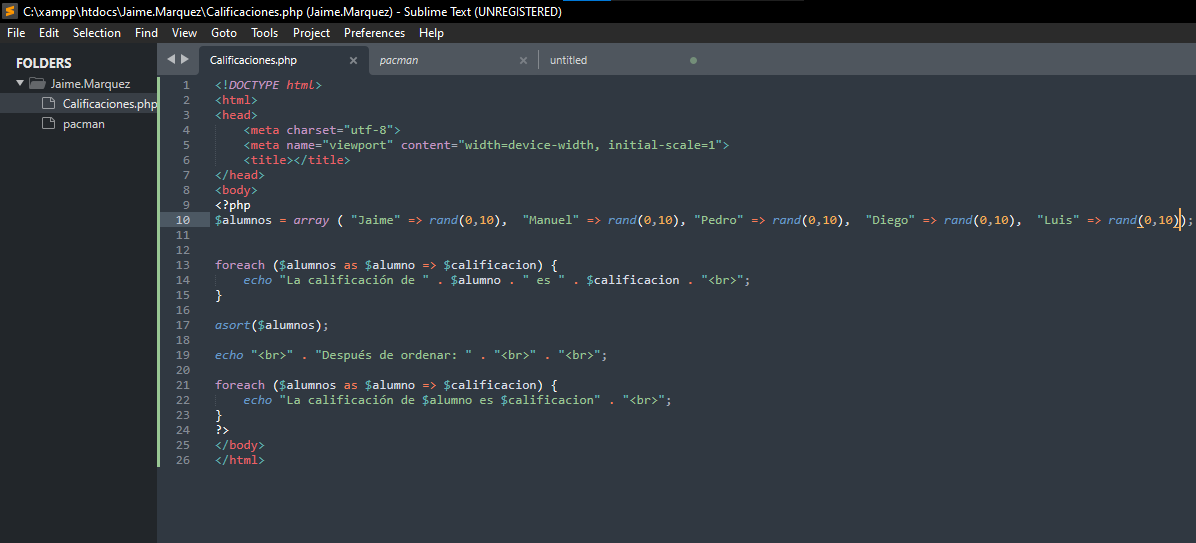 C:\xampp\htdocs\Jaime.Marquez\Calificaciones.php (Jaime.Marquez) - Sublime Text (UNREGISTERED)
File Edit Selection Find View Goto Tools Project Preferences Help
FOLDERS
Jaime.Marquez
Calificaciones.php
pacman
Calificaciones.php × pacman × untitled
1 <!DOCTYPE html>
2 <html>
3 <head>
4     <meta charset="utf-8">
5     <meta name="viewport" content="width=device-width, initial-scale=1">
6     <title></title>
7 </head>
8 <body>
9 <?php
10 $alumnos = array ( "Jaime" => rand(0,10),  "Manuel" => rand(0,10), "Pedro" => rand(0,10),  "Diego" => rand(0,10),  "Luis" => rand(0,10));
11
12
13 foreach ($alumnos as $alumno => $calificacion) {
14     echo "La calificación de " . $alumno . " es " . $calificacion . "<br>";
15 }
16
17 asort($alumnos);
18
19 echo "<br>" . "Después de ordenar: " . "<br>" . "<br>";
20
21 foreach ($alumnos as $alumno => $calificacion) {
22     echo "La calificación de $alumno es $calificacion" . "<br>";
23 }
24 ?>
25 </body>
26 </html>